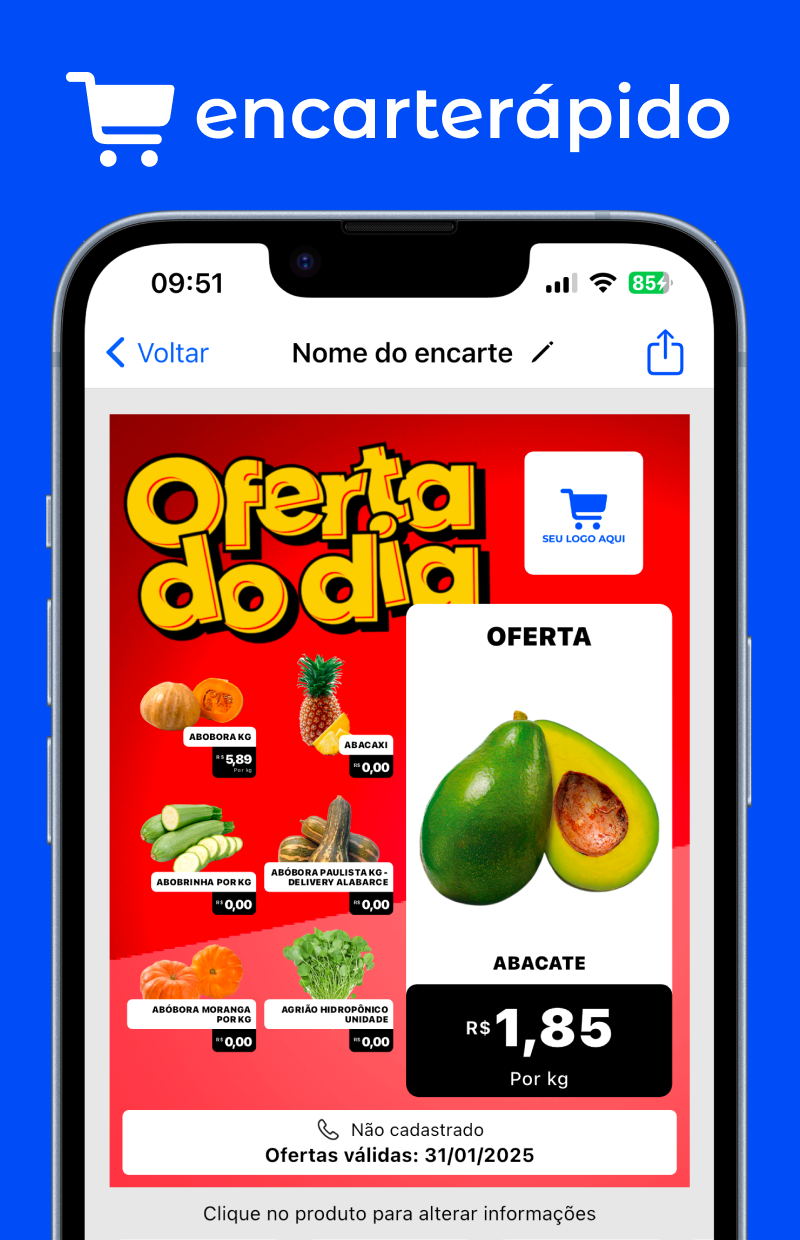 encarterápido
09:51
85
Voltar
Nome do encarte
Oferta
do dia
SEU LOGO AQUI
OFERTA
ABOBORA KG
R$ 5,89
Por kg
ABACAXI
R$ 0,00
ABOBRINHA POR KG
R$ 0,00
ABÓBORA PAULISTA KG -
DELIVERY ALABARCE
R$ 0,00
ABÓBORA MORANGA
POR KG
R$ 0,00
AGRIÃO HIDROPÔNICO
UNIDADE
R$ 0,00
ABACATE
R$ 1,85
Por kg
Não cadastrado
Ofertas válidas: 31/01/2025
Clique no produto para alterar informações